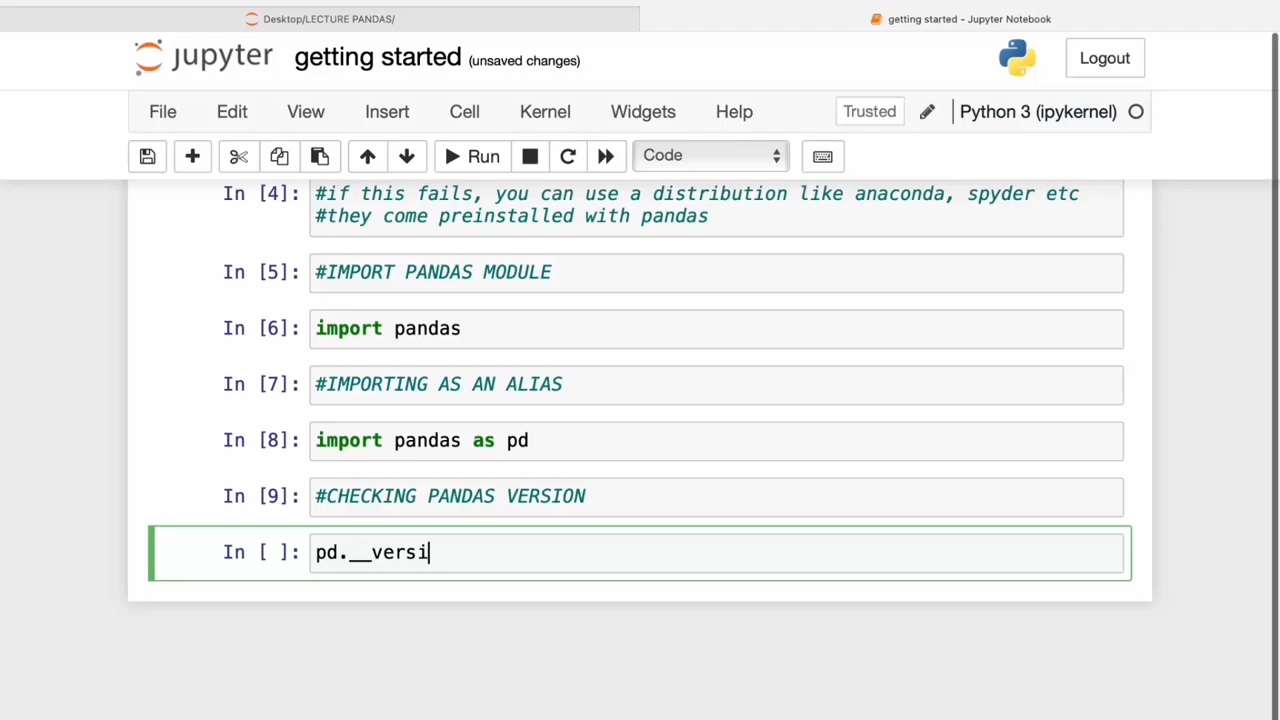 Desktop/LECTURE PANDAS/
getting started - Jupyter Notebook
jupyter getting started (unsaved changes)
Logout
File Edit View Insert Cell Kernel Widgets Help Trusted Python 3 (ipykernel)
Run Code
In [4]: #if this fails, you can use a distribution like anaconda, spyder etc
#they come preinstalled with pandas
In [5]: #IMPORT PANDAS MODULE
In [6]: import pandas
In [7]: #IMPORTING AS AN ALIAS
In [8]: import pandas as pd
In [9]: #CHECKING PANDAS VERSION
In [ ]: pd.__versi